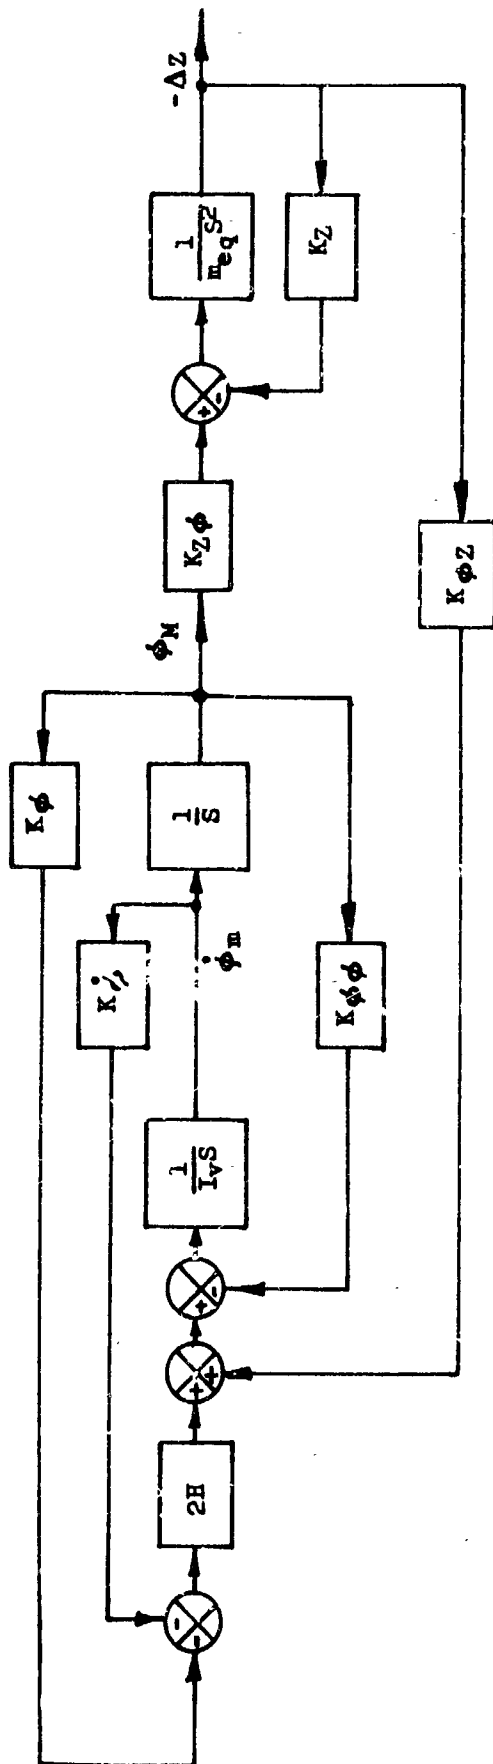 2H
1
I_v S
φ̇_m
K_φ̇
K_φ
1
S
φ_M
K_φφ
K_Zφ
1
m_eq S²
-ΔZ
K_Z
K_φZ
+
+
+
-
+
-
-
-